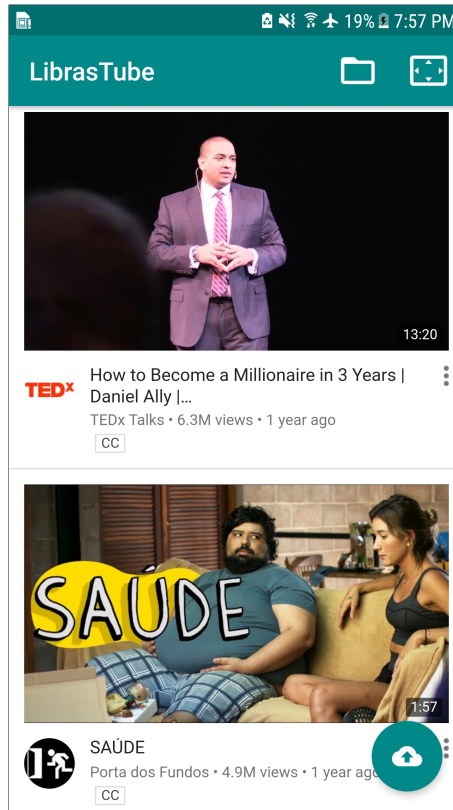 19% 7:57 PM
LibrasTube
13:20
TEDx
How to Become a Millionaire in 3 Years |
Daniel Ally |…
TEDx Talks • 6.3M views • 1 year ago
CC
SAÚDE
1:57
SAÚDE
Porta dos Fundos • 4.9M views • 1 year ago
CC